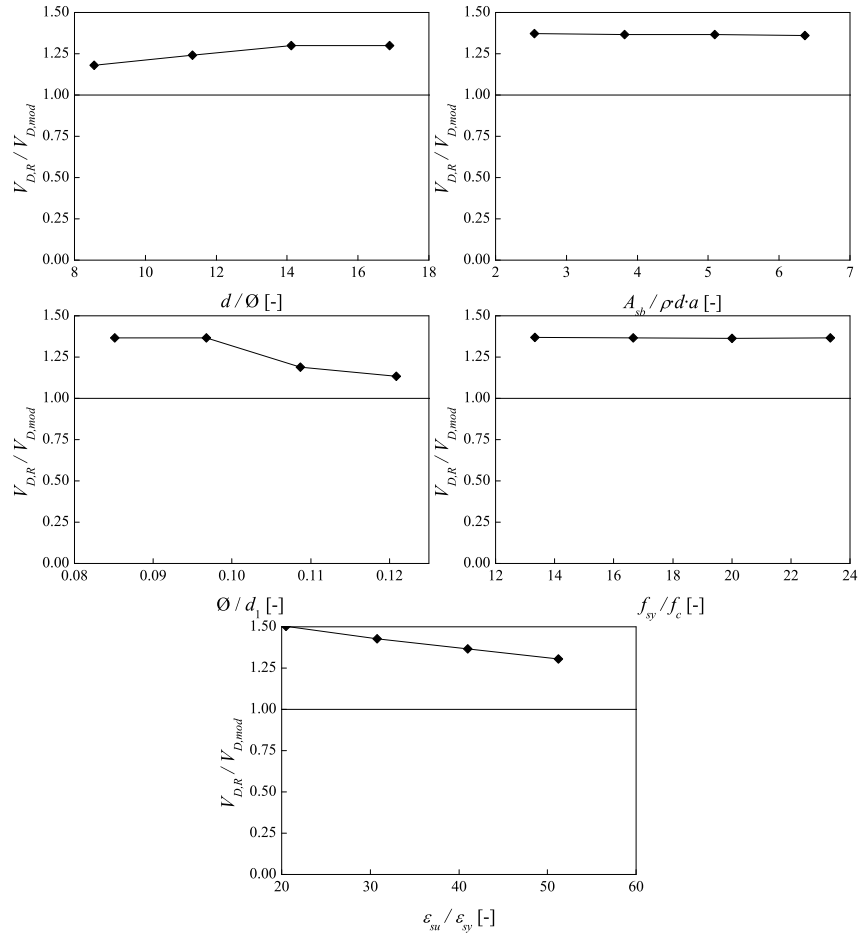 1.50
1.25
1.00
0.75
0.50
0.25
0.00
8 10 12 14 16 18
V_{D,R} / V_{D,mod}
d / Ø [-]
1.50
1.25
1.00
0.75
0.50
0.25
0.00
2 3 4 5 6 7
V_{D,R} / V_{D,mod}
A_{sb} / ρ·d·a [-]
1.50
1.25
1.00
0.75
0.50
0.25
0.00
0.08 0.09 0.10 0.11 0.12
V_{D,R} / V_{D,mod}
Ø / d_1 [-]
1.50
1.25
1.00
0.75
0.50
0.25
0.00
12 14 16 18 20 22 24
V_{D,R} / V_{D,mod}
f_{sy} / f_c [-]
1.50
1.25
1.00
0.75
0.50
0.25
0.00
20 30 40 50 60
V_{D,R} / V_{D,mod}
ε_{su} / ε_{sy} [-]